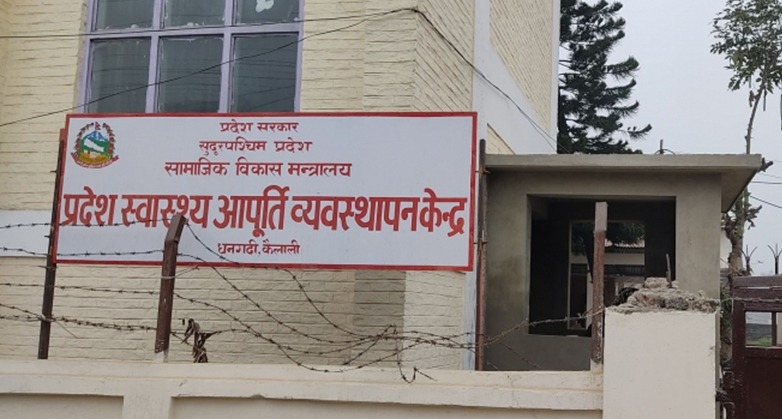 प्रदेश सरकार
सुदूरपश्चिम प्रदेश
सामाजिक विकास मन्त्रालय
प्रदेश स्वास्थ्य आपूर्ति व्यवस्थापन केन्द्र
धनगढी, कैलाली